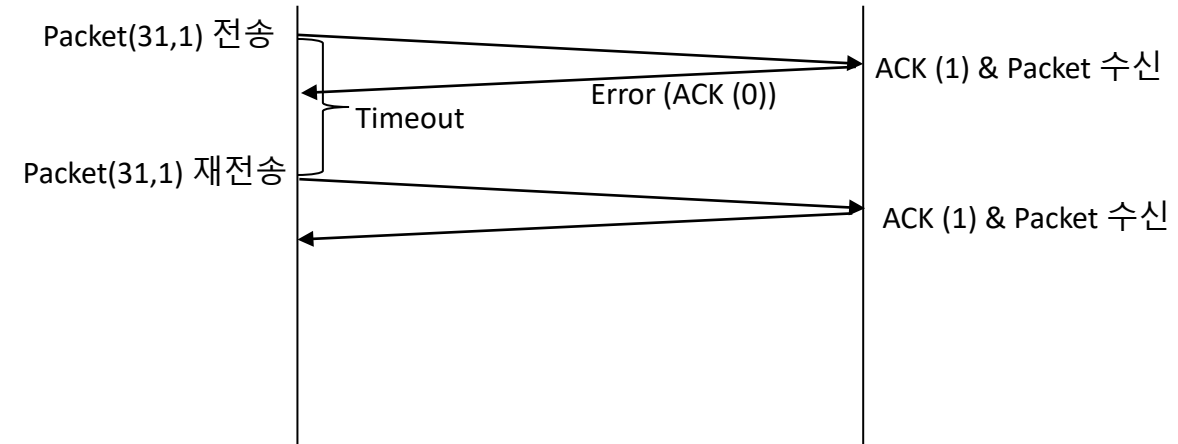 Packet(31,1) 전송
ACK (1) & Packet 수신
Error (ACK (0))
Timeout
Packet(31,1) 재전송
ACK (1) & Packet 수신